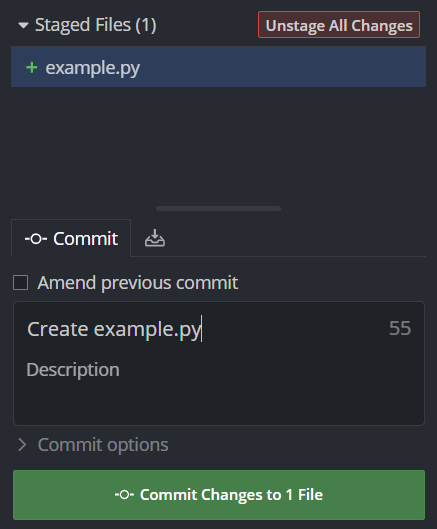 Staged Files (1)
Unstage All Changes
+ example.py
Commit
Amend previous commit
Create example.py
55
Description
Commit options
Commit Changes to 1 File